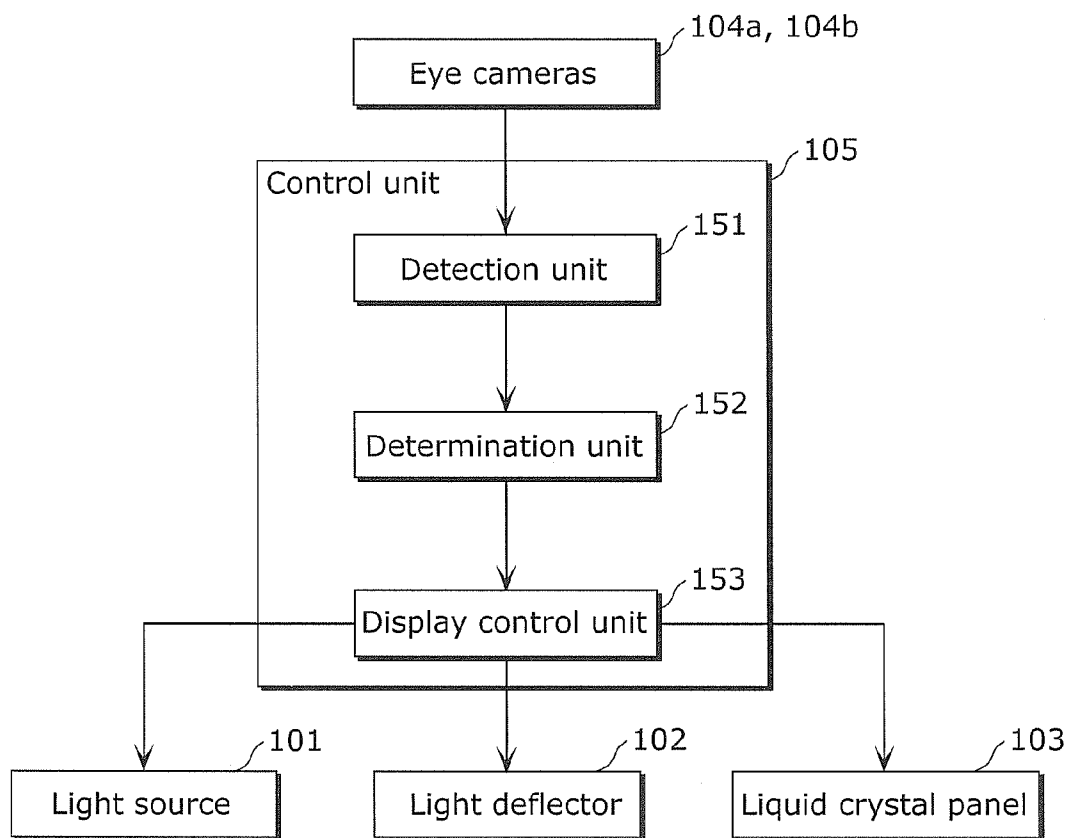 104a, 104b
Eye cameras
105
Control unit
151
Detection unit
152
Determination unit
153
Display control unit
101
102
103
Light source
Light deflector
Liquid crystal panel